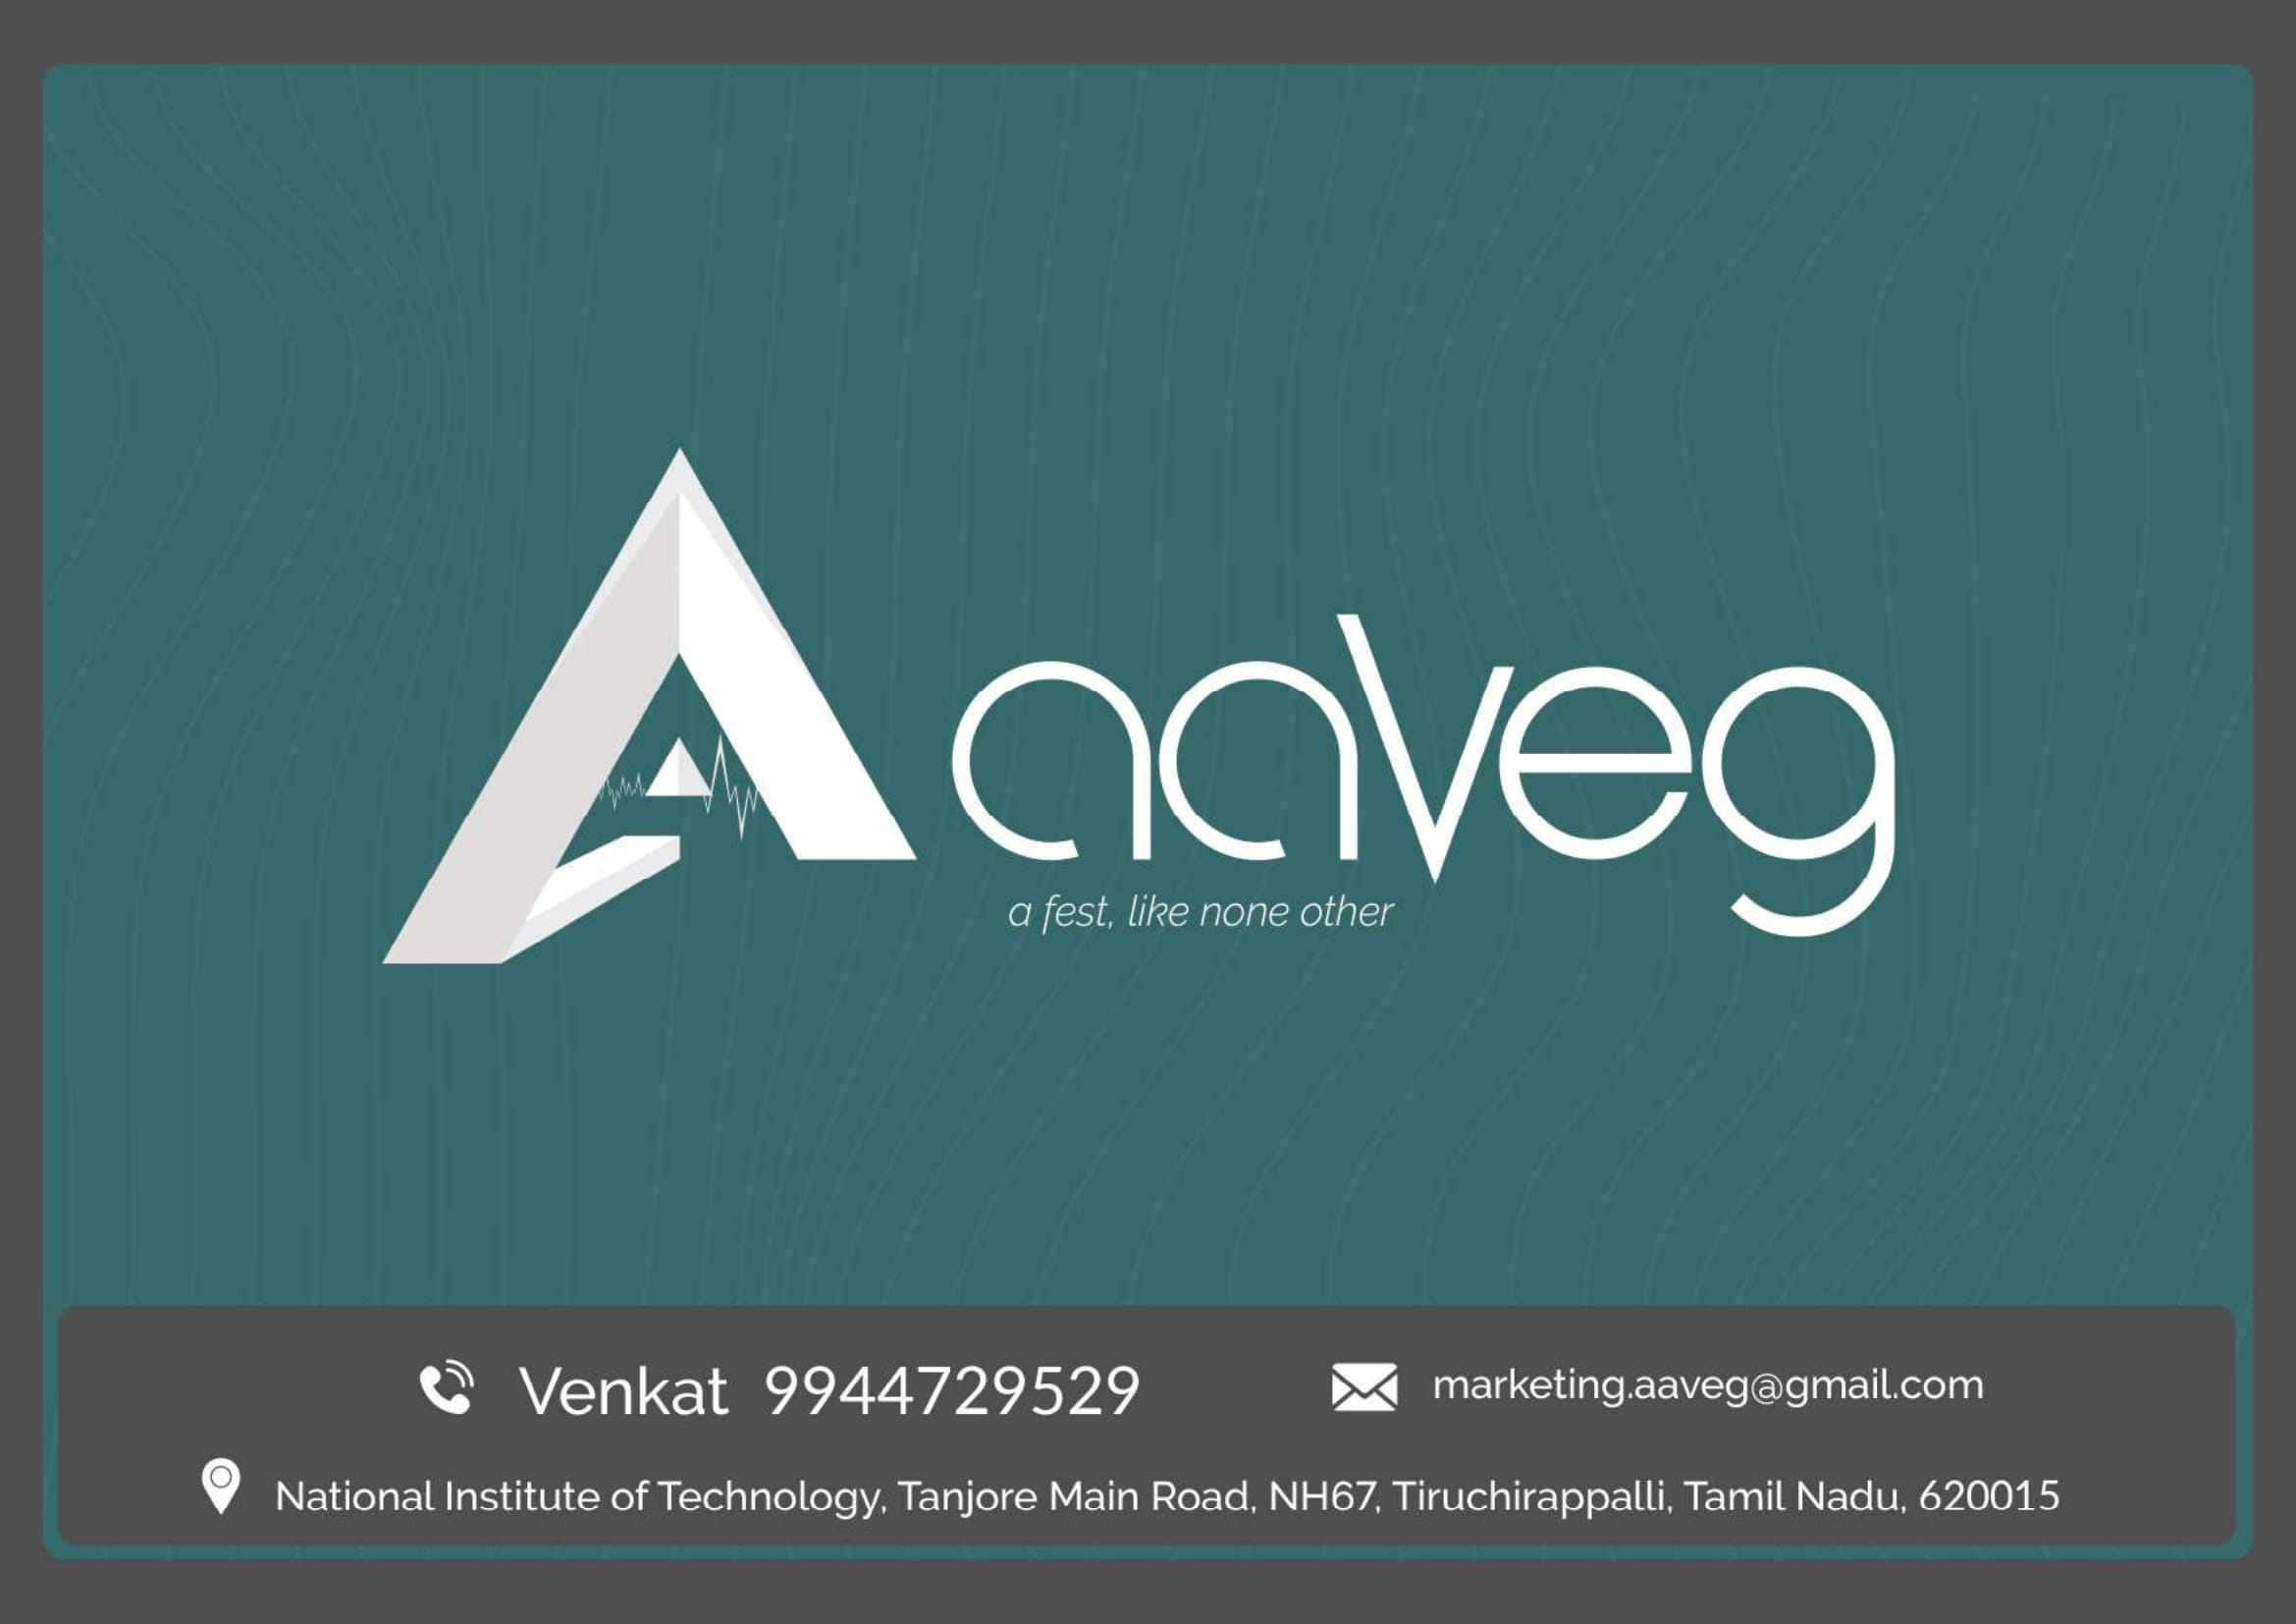 aaveg
a fest, like none other
Venkat 9944729529
marketing.aaveg@gmail.com
National Institute of Technology, Tanjore Main Road, NH67, Tiruchirappalli, Tamil Nadu, 620015